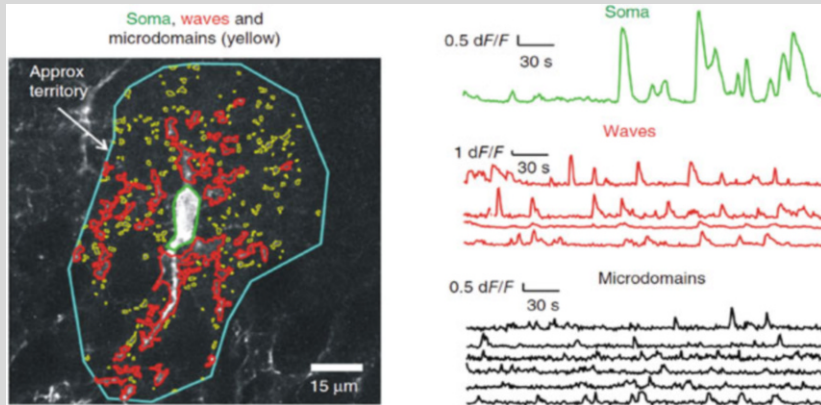 Soma, waves and
microdomains (yellow)
Approx
territory
15 μm
Soma
0.5 dF/F
30 s
Waves
1 dF/F
30 s
Microdomains
0.5 dF/F
30 s